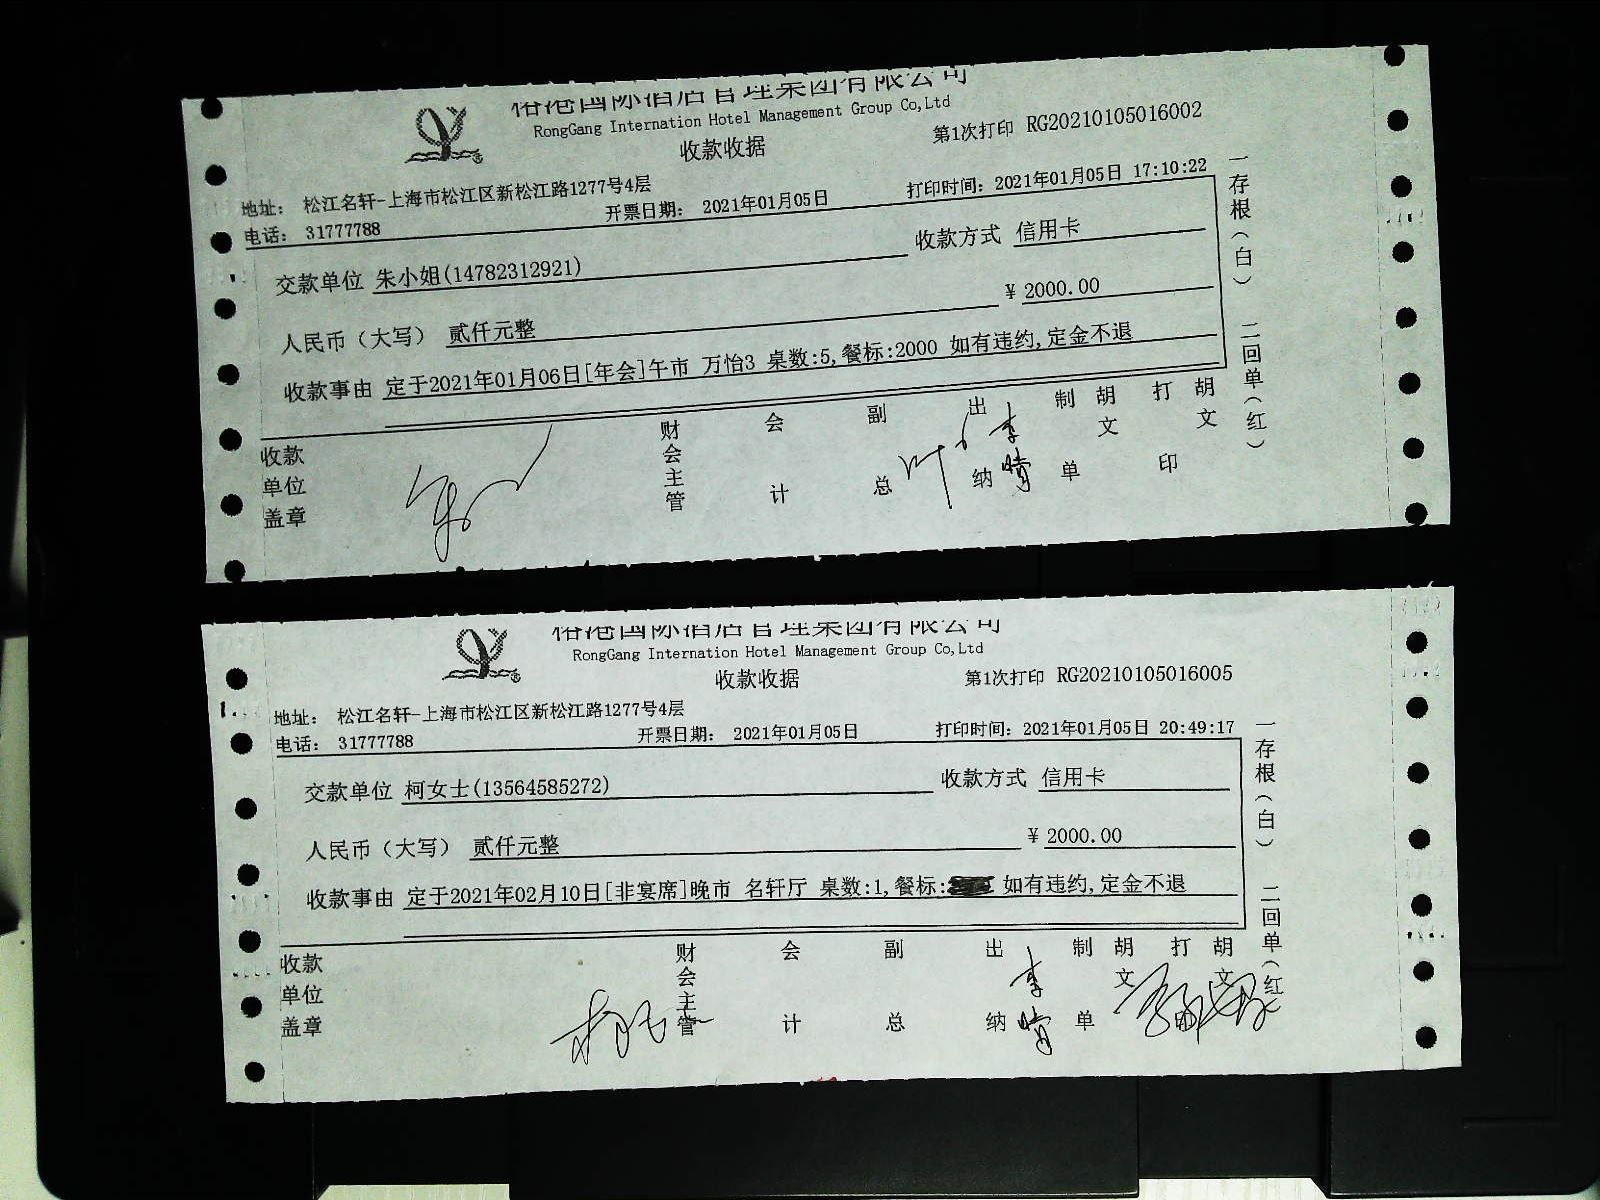 裕港国际酒店管理集团有限公司
RongGang Internation Hotel Management Group Co,Ltd
收款收据
第1次打印 RG20210105016002
地址： 松江名轩-上海市松江区新松江路1277号4层
电话： 31777788
开票日期： 2021年01月05日
打印时间：2021年01月05日 17:10:22
交款单位 朱小姐(14782312921)
收款方式 信用卡
人民币（大写） 贰仟元整
¥ 2000.00
收款事由 定于2021年01月06日[年会]午市 万怡3 桌数:5,餐标:2000 如有违约,定金不退
收款单位盖章
财会主管
会计
副总
出纳 李
制单 胡文
打印 胡文
一存根（白） 二回单（红）
裕港国际酒店管理集团有限公司
RongGang Internation Hotel Management Group Co,Ltd
收款收据
第1次打印 RG20210105016005
地址： 松江名轩-上海市松江区新松江路1277号4层
电话： 31777788
开票日期： 2021年01月05日
打印时间：2021年01月05日 20:49:17
交款单位 柯女士(13564585272)
收款方式 信用卡
人民币（大写） 贰仟元整
¥ 2000.00
收款事由 定于2021年02月10日[非宴席]晚市 名轩厅 桌数:1,餐标: 如有违约,定金不退
收款单位盖章
财会主管
会计
副总
出纳 李
制单 胡文
打印 胡文
一存根（白） 二回单（红）